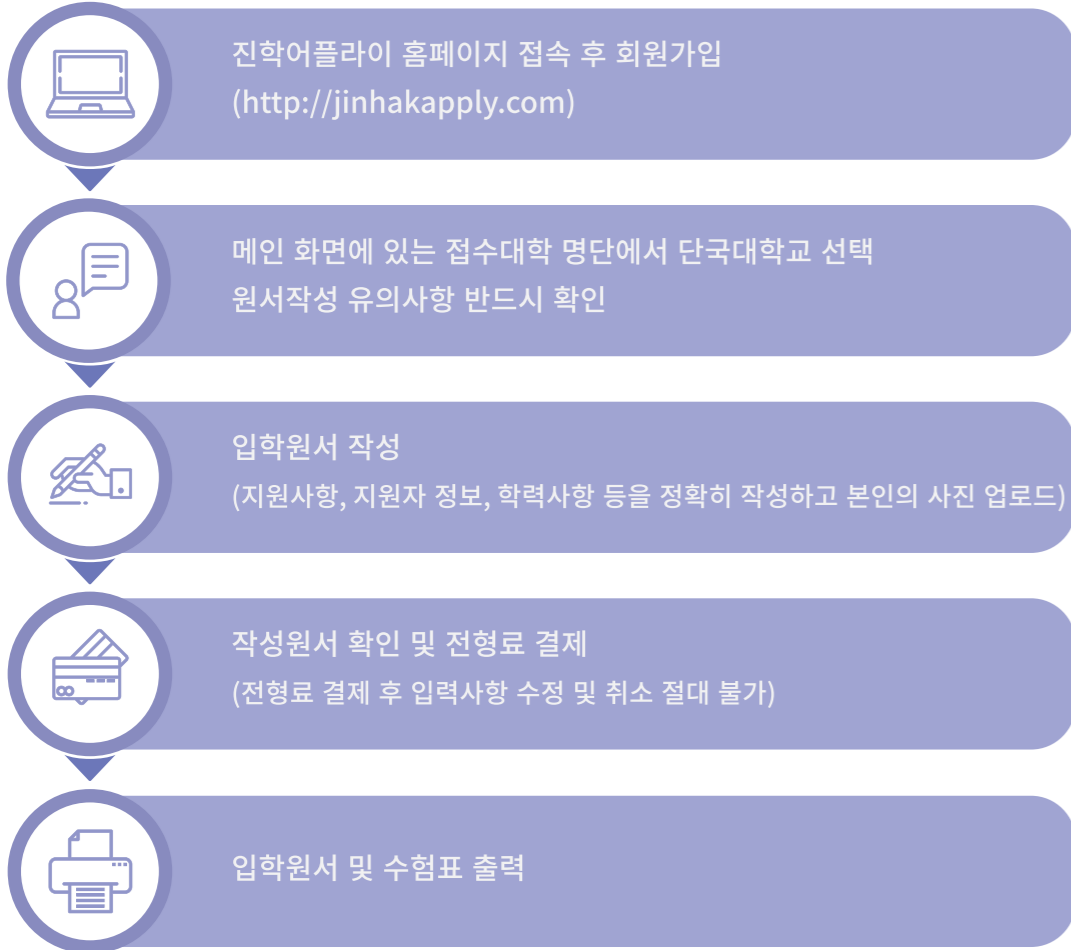 진학어플라이 홈페이지 접속 후 회원가입
(http://jinhakapply.com)
메인 화면에 있는 접수대학 명단에서 단국대학교 선택
원서작성 유의사항 반드시 확인
입학원서 작성
(지원사항, 지원자 정보, 학력사항 등을 정확히 작성하고 본인의 사진 업로드)
작성원서 확인 및 전형료 결제
(전형료 결제 후 입력사항 수정 및 취소 절대 불가)
입학원서 및 수험표 출력